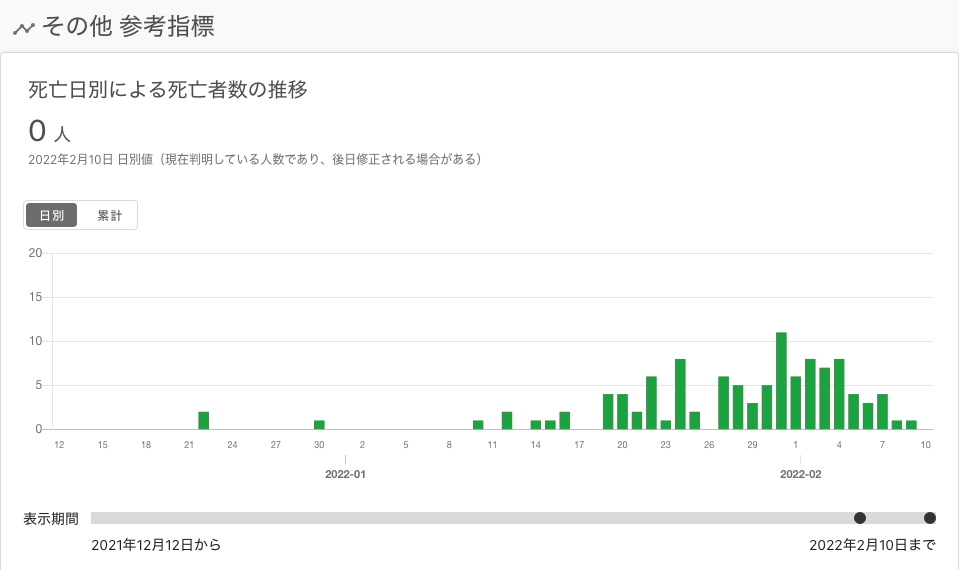 その他 参考指標
死亡日別による死亡者数の推移
0 人
2022年2月10日 日別値（現在判明している人数であり、後日修正される場合がある）
日別 累計
20
15
10
5
0
12 15 18 21 24 27 30 2 5 8 11 14 17 20 23 26 29 1 4 7 10
2022-01 2022-02
表示期間
2021年12月12日から 2022年2月10日まで